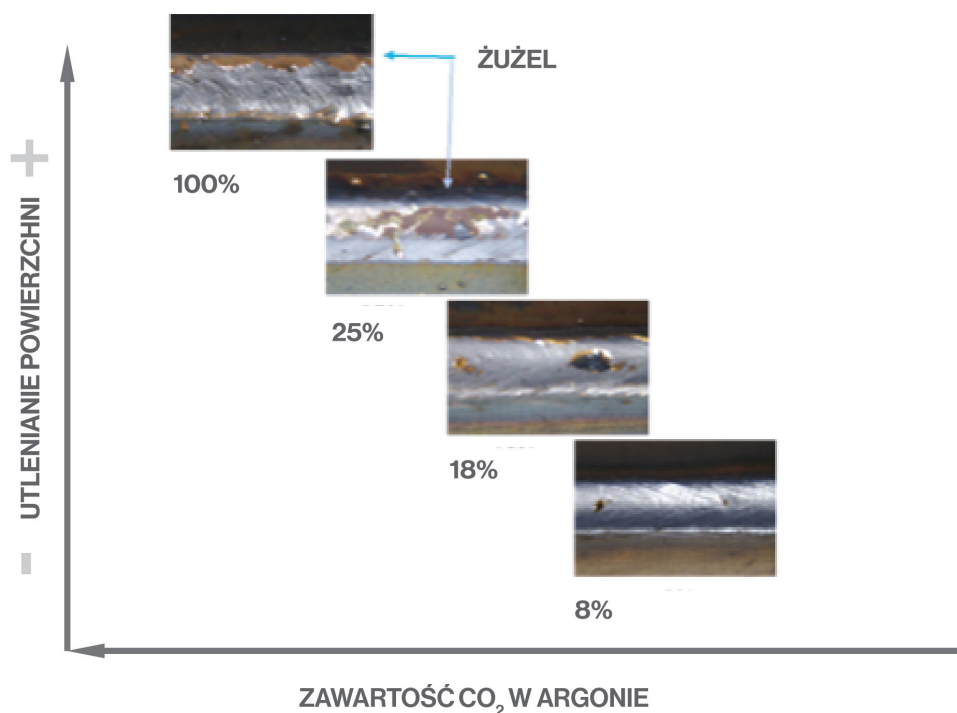 ŻUŻEL
100%
25%
18%
8%
+
UTLENIANIE POWIERZCHNI
-
ZAWARTOŚĆ CO₂ W ARGONIE